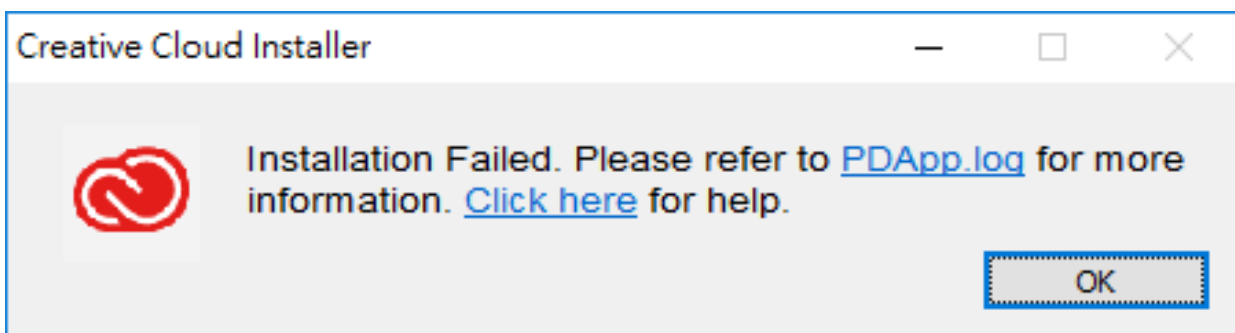 Creative Cloud Installer
Installation Failed. Please refer to PDApp.log for more
information. Click here for help.
OK